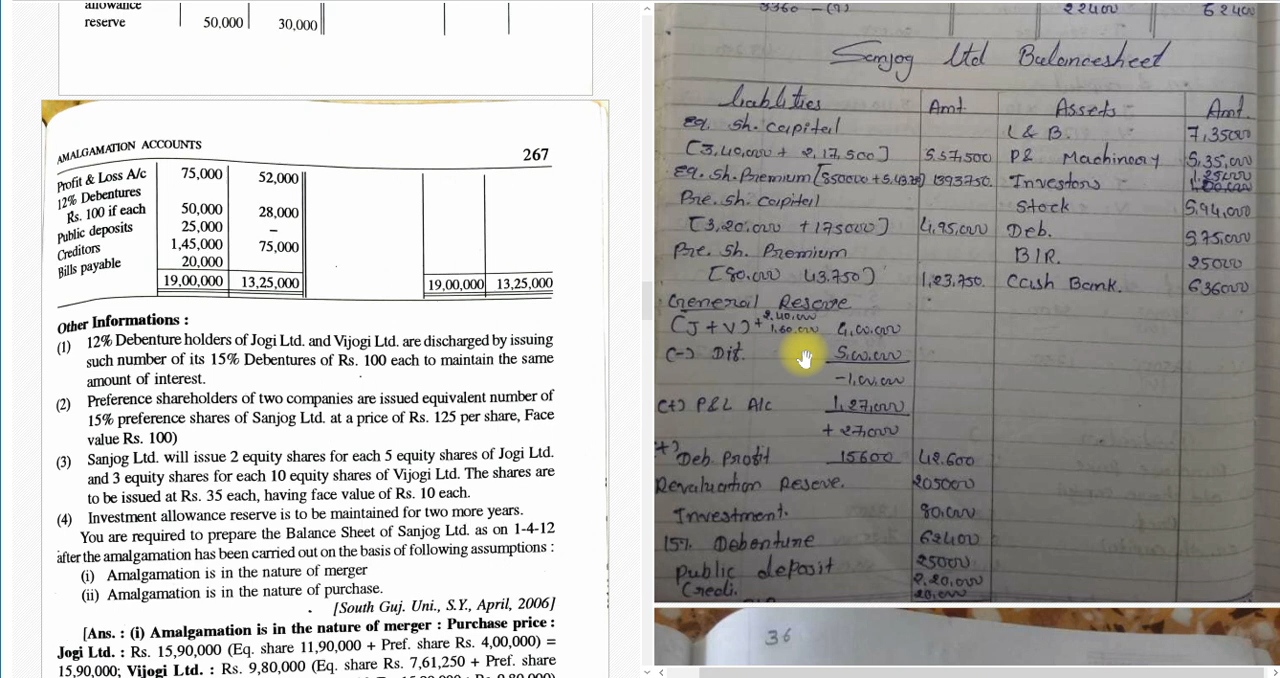 allowance
reserve 50,000 30,000
AMALGAMATION ACCOUNTS 267
Profit & Loss A/c 75,000 52,000
12% Debentures
Rs. 100 if each 50,000 28,000
Public deposits 25,000 –
Creditors 1,45,000 75,000
Bills payable 20,000
19,00,000 13,25,000 19,00,000 13,25,000
Other Informations :
(1) 12% Debenture holders of Jogi Ltd. and Vijogi Ltd. are discharged by issuing
such number of its 15% Debentures of Rs. 100 each to maintain the same
amount of interest.
(2) Preference shareholders of two companies are issued equivalent number of
15% preference shares of Sanjog Ltd. at a price of Rs. 125 per share, Face
value Rs. 100)
(3) Sanjog Ltd. will issue 2 equity shares for each 5 equity shares of Jogi Ltd.
and 3 equity shares for each 10 equity shares of Vijogi Ltd. The shares are
to be issued at Rs. 35 each, having face value of Rs. 10 each.
(4) Investment allowance reserve is to be maintained for two more years.
You are required to prepare the Balance Sheet of Sanjog Ltd. as on 1-4-12
after the amalgamation has been carried out on the basis of following assumptions :
(i) Amalgamation is in the nature of merger
(ii) Amalgamation is in the nature of purchase.
[South Guj. Uni., S.Y., April, 2006]
[Ans. : (i) Amalgamation is in the nature of merger : Purchase price :
Jogi Ltd. : Rs. 15,90,000 (Eq. share 11,90,000 + Pref. share Rs. 4,00,000) =
15,90,000; Vijogi Ltd. : Rs. 9,80,000 (Eq. share Rs. 7,61,250 + Pref. share
3360 22400 62400
Sanjog Ltd Balancesheet
Liablities Amt. Assets Amt.
Eq. Sh. capital L & B. 7,35000
[3,40,000 + 2,17,500] 5,57,500 P& Machinery 5,35,000
Eq. Sh. Premium [850000 + 5,43,75] 1393750. Investors 1,25000
Pre. Sh. capital Stock 5,94,000
[3,20,000 + 175000] 4,95,000 Deb. 5,75,000
Pre. Sh. Premium B/R. 25000
[80,000 43,750] 1,23,750. Cash Bank. 636000
General Reserve
(J + V) + 2,40,000 1,60,000 4,00,000
(-) Dif. 5,00,000
-1,00,000
(+) P&L A/c 1,27,000
+ 27,000
(+) Deb. Profit 15600 42,600
Revaluation Reseve. 205000
Investment. 80,000
15% Debenture 62400
Public deposit 25000
Credi. 2,20,000
20,000
36